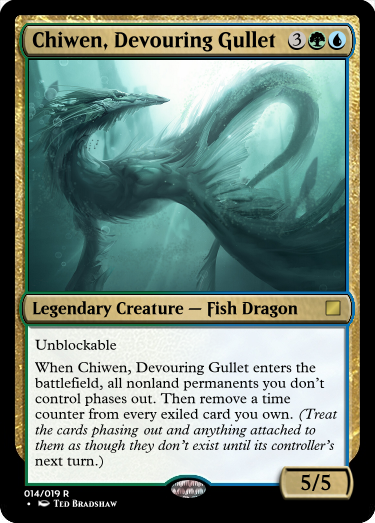 Chiwen, Devouring Gullet 3
Legendary Creature — Fish Dragon
Unblockable
When Chiwen, Devouring Gullet enters the
battlefield, all nonland permanents you don't
control phases out. Then remove a time
counter from every exiled card you own. (Treat
the cards phasing out and anything attached to
them as though they don't exist until its controller's
next turn.)
5/5
014/019 R
• Ted Bradshaw